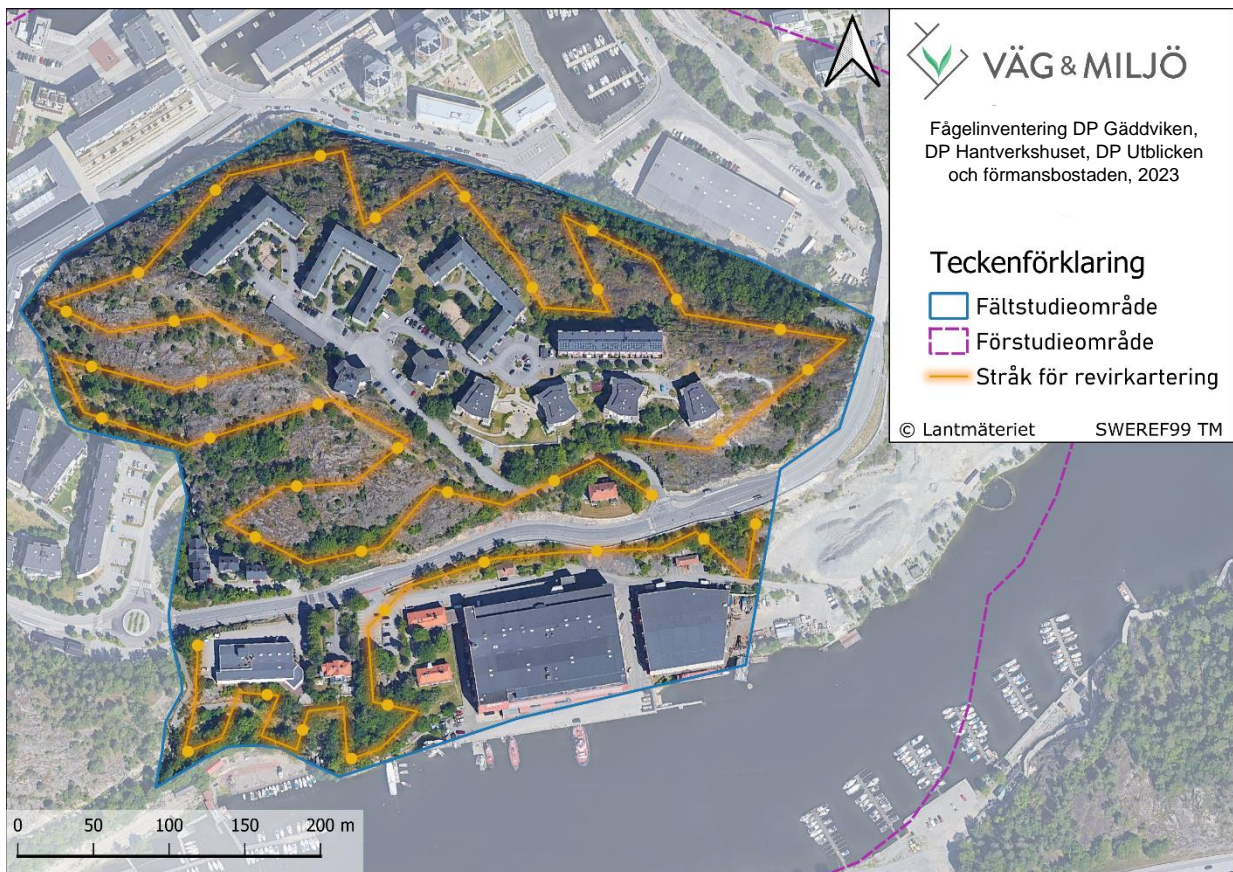 VÄG & MILJÖ
Fågelinventering DP Gäddviken,
DP Hantverkshuset, DP Utblicken
och förmansbostaden, 2023
Teckenförklaring
Fältstudieområde
Förstudieområde
Stråk för revirkartering
© Lantmäteriet SWEREF99 TM
0 50 100 150 200 m